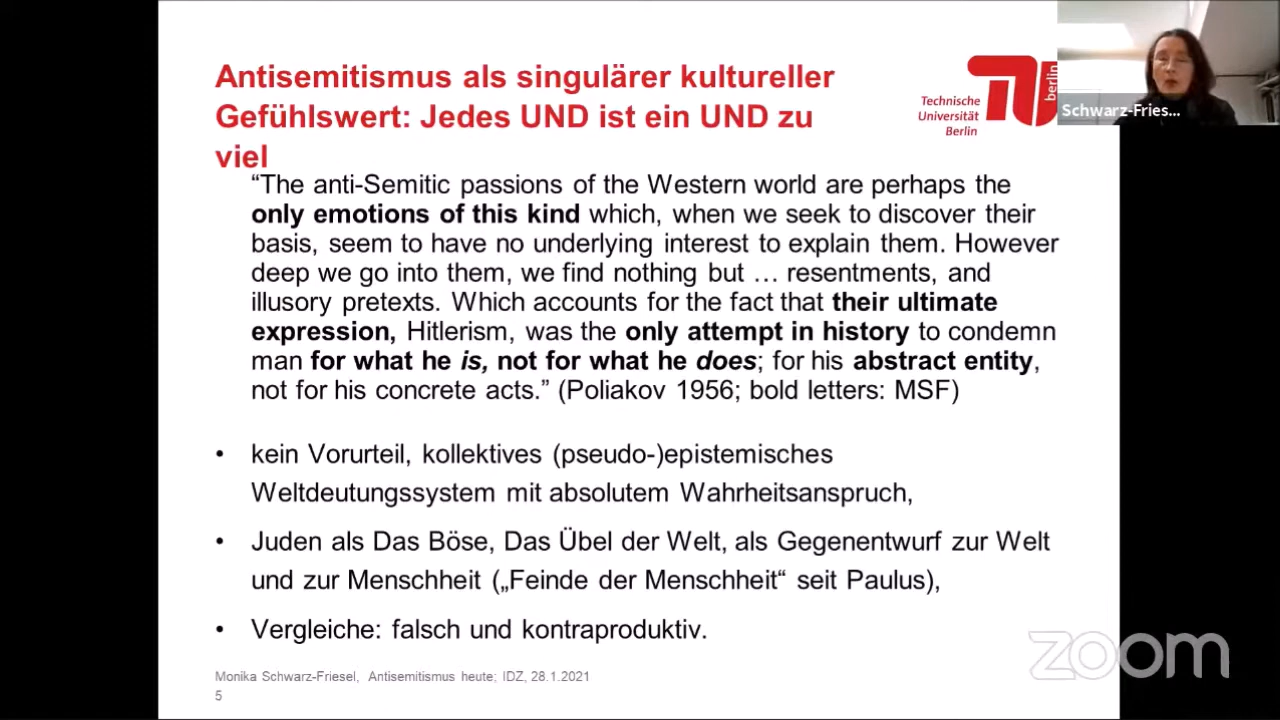 Antisemitismus als singulärer kultureller
Gefühlswert: Jedes UND ist ein UND zu
viel
Technische
Universität
Berlin
berlin
Schwarz-Fries...
“The anti-Semitic passions of the Western world are perhaps the
only emotions of this kind which, when we seek to discover their
basis, seem to have no underlying interest to explain them. However
deep we go into them, we find nothing but … resentments, and
illusory pretexts. Which accounts for the fact that their ultimate
expression, Hitlerism, was the only attempt in history to condemn
man for what he is, not for what he does; for his abstract entity,
not for his concrete acts.” (Poliakov 1956; bold letters: MSF)
• kein Vorurteil, kollektives (pseudo-)epistemisches
Weltdeutungssystem mit absolutem Wahrheitsanspruch,
• Juden als Das Böse, Das Übel der Welt, als Gegenentwurf zur Welt
und zur Menschheit („Feinde der Menschheit“ seit Paulus),
• Vergleiche: falsch und kontraproduktiv.
Monika Schwarz-Friesel, Antisemitismus heute; IDZ, 28.1.2021
5
zoom